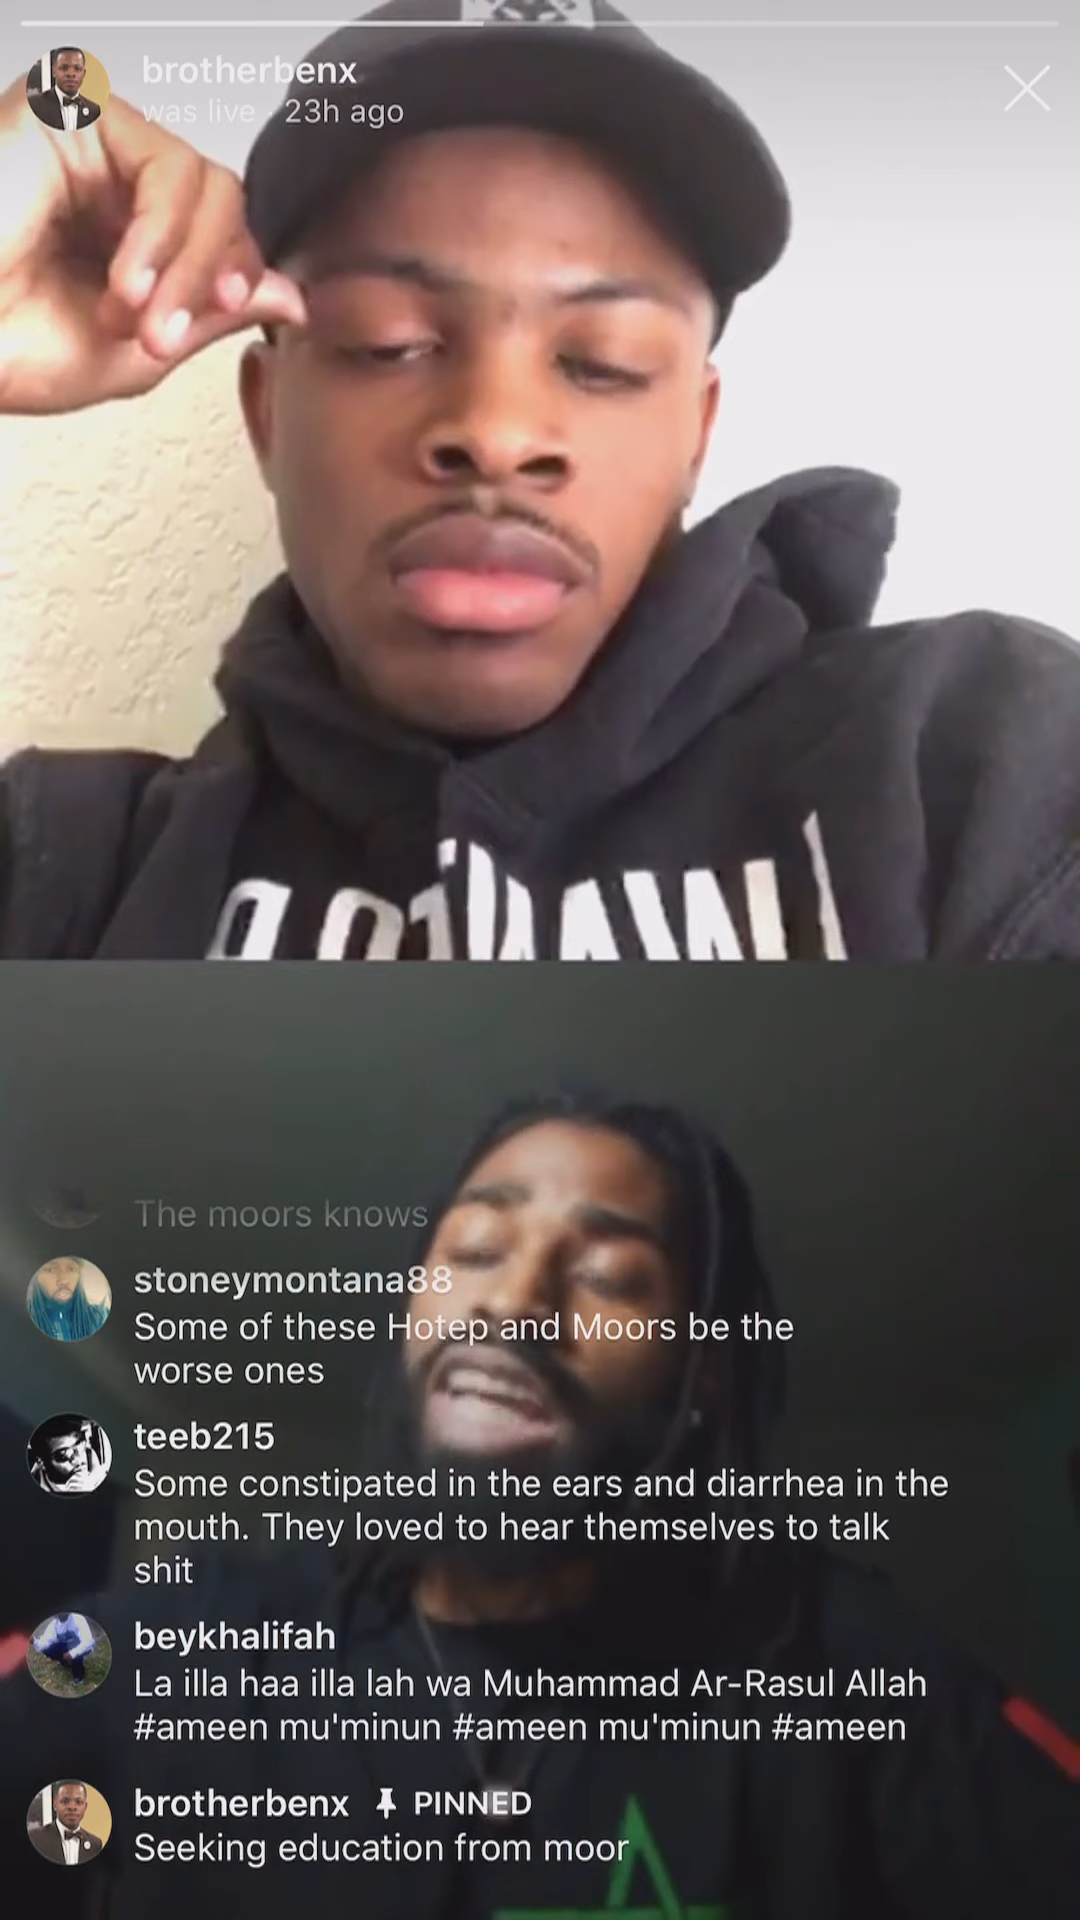 brotherbenx
was live · 23h ago
The moors knows
stoneymontana88
Some of these Hotep and Moors be the
worse ones
teeb215
Some constipated in the ears and diarrhea in the
mouth. They loved to hear themselves to talk
shit
beykhalifah
La illa haa illa lah wa Muhammad Ar-Rasul Allah
#ameen mu'minun #ameen mu'minun #ameen
brotherbenx PINNED
Seeking education from moor